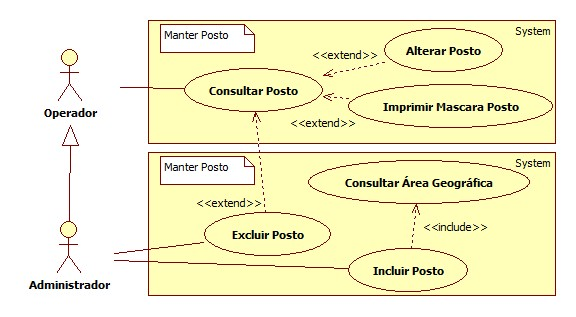 Manter Posto
System
<<extend>>
Alterar Posto
Consultar Posto
Imprimir Mascara Posto
<<extend>>
Operador
Manter Posto
System
Consultar Área Geográfica
<<extend>>
Excluir Posto
<<include>>
Incluir Posto
Administrador